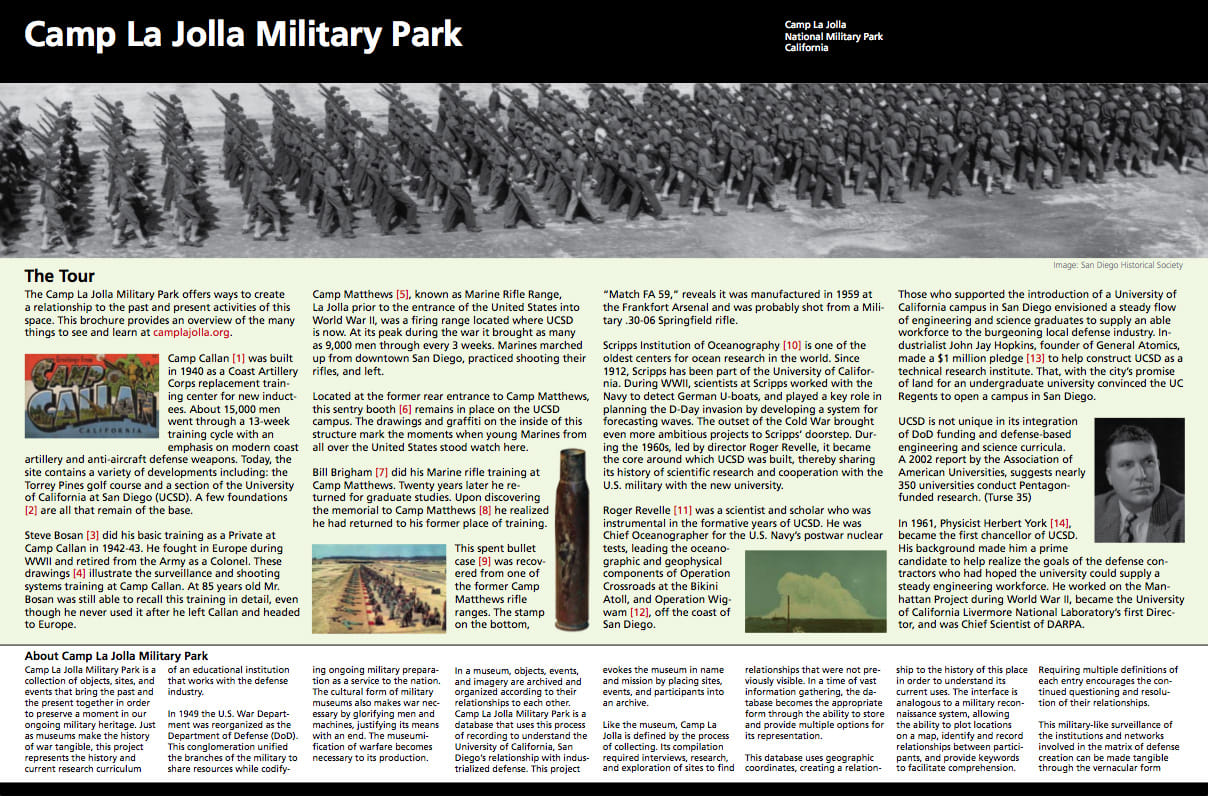 Camp La Jolla Military Park
Camp La Jolla
National Military Park
California
Image: San Diego Historical Society
The Tour
The Camp La Jolla Military Park offers ways to create
a relationship to the past and present activities of this
space. This brochure provides an overview of the many
things to see and learn at camplajolla.org.
Greetings from
CAMP
CALLAN
CALIFORNIA
Camp Callan [1] was built
in 1940 as a Coast Artillery
Corps replacement train-
ing center for new induct-
ees. About 15,000 men
went through a 13-week
training cycle with an
emphasis on modern coast
artillery and anti-aircraft defense weapons. Today, the
site contains a variety of developments including: the
Torrey Pines golf course and a section of the University
of California at San Diego (UCSD). A few foundations
[2] are all that remain of the base.
Steve Bosan [3] did his basic training as a Private at
Camp Callan in 1942-43. He fought in Europe during
WWII and retired from the Army as a Colonel. These
drawings [4] illustrate the surveillance and shooting
systems training at Camp Callan. At 85 years old Mr.
Bosan was still able to recall this training in detail, even
though he never used it after he left Callan and headed
to Europe.
Camp Matthews [5], known as Marine Rifle Range,
La Jolla prior to the entrance of the United States into
World War II, was a firing range located where UCSD
is now. At its peak during the war it brought as many
as 9,000 men through every 3 weeks. Marines marched
up from downtown San Diego, practiced shooting their
rifles, and left.
Located at the former rear entrance to Camp Matthews,
this sentry booth [6] remains in place on the UCSD
campus. The drawings and graffiti on the inside of this
structure mark the moments when young Marines from
all over the United States stood watch here.
Bill Brigham [7] did his Marine rifle training at
Camp Matthews. Twenty years later he re-
turned for graduate studies. Upon discovering
the memorial to Camp Matthews [8] he realized
he had returned to his former place of training.
This spent bullet
case [9] was recov-
ered from one of
the former Camp
Matthews rifle
ranges. The stamp
on the bottom,
“Match FA 59,” reveals it was manufactured in 1959 at
the Frankfort Arsenal and was probably shot from a Mili-
tary .30-06 Springfield rifle.
Scripps Institution of Oceanography [10] is one of the
oldest centers for ocean research in the world. Since
1912, Scripps has been part of the University of Califor-
nia. During WWII, scientists at Scripps worked with the
Navy to detect German U-boats, and played a key role in
planning the D-Day invasion by developing a system for
forecasting waves. The outset of the Cold War brought
even more ambitious projects to Scripps’ doorstep. Dur-
ing the 1960s, led by director Roger Revelle, it became
the core around which UCSD was built, thereby sharing
its history of scientific research and cooperation with the
U.S. military with the new university.
Roger Revelle [11] was a scientist and scholar who was
instrumental in the formative years of UCSD. He was
Chief Oceanographer for the U.S. Navy’s postwar nuclear
tests, leading the oceano-
graphic and geophysical
components of Operation
Crossroads at the Bikini
Atoll, and Operation Wig-
wam [12], off the coast of
San Diego.
Those who supported the introduction of a University of
California campus in San Diego envisioned a steady flow
of engineering and science graduates to supply an able
workforce to the burgeoning local defense industry. In-
dustrialist John Jay Hopkins, founder of General Atomics,
made a $1 million pledge [13] to help construct UCSD as a
technical research institute. That, with the city’s promise
of land for an undergraduate university convinced the UC
Regents to open a campus in San Diego.
UCSD is not unique in its integration
of DoD funding and defense-based
engineering and science curricula.
A 2002 report by the Association of
American Universities, suggests nearly
350 universities conduct Pentagon-
funded research. (Turse 35)
In 1961, Physicist Herbert York [14],
became the first chancellor of UCSD.
His background made him a prime
candidate to help realize the goals of the defense con-
tractors who had hoped the university could supply a
steady engineering workforce. He worked on the Man-
hattan Project during World War II, became the University
of California Livermore National Laboratory’s first Direc-
tor, and was Chief Scientist of DARPA.
About Camp La Jolla Military Park
Camp La Jolla Military Park is a
collection of objects, sites, and
events that bring the past and
the present together in order
to preserve a moment in our
ongoing military heritage. Just
as museums make the history
of war tangible, this project
represents the history and
current research curriculum
of an educational institution
that works with the defense
industry.
In 1949 the U.S. War Depart-
ment was reorganized as the
Department of Defense (DoD).
This conglomeration unified
the branches of the military to
share resources while codify-
ing ongoing military prepara-
tion as a service to the nation.
The cultural form of military
museums also makes war nec-
essary by glorifying men and
machines, justifying its means
with an end. The museumi-
fication of warfare becomes
necessary to its production.
In a museum, objects, events,
and imagery are archived and
organized according to their
relationships to each other.
Camp La Jolla Military Park is a
database that uses this process
of recording to understand the
University of California, San
Diego’s relationship with indus-
trialized defense. This project
evokes the museum in name
and mission by placing sites,
events, and participants into
an archive.
Like the museum, Camp La
Jolla is defined by the process
of collecting. Its compilation
required interviews, research,
and exploration of sites to find
relationships that were not pre-
viously visible. In a time of vast
information gathering, the da-
tabase becomes the appropriate
form through the ability to store
and provide multiple options for
its representation.
This database uses geographic
coordinates, creating a relation-
ship to the history of this place
in order to understand its
current uses. The interface is
analogous to a military recon-
naissance system, allowing
the ability to plot locations
on a map, identify and record
relationships between partici-
pants, and provide keywords
to facilitate comprehension.
Requiring multiple definitions of
each entry encourages the con-
tinued questioning and resolu-
tion of their relationships.
This military-like surveillance of
the institutions and networks
involved in the matrix of defense
creation can be made tangible
through the vernacular form